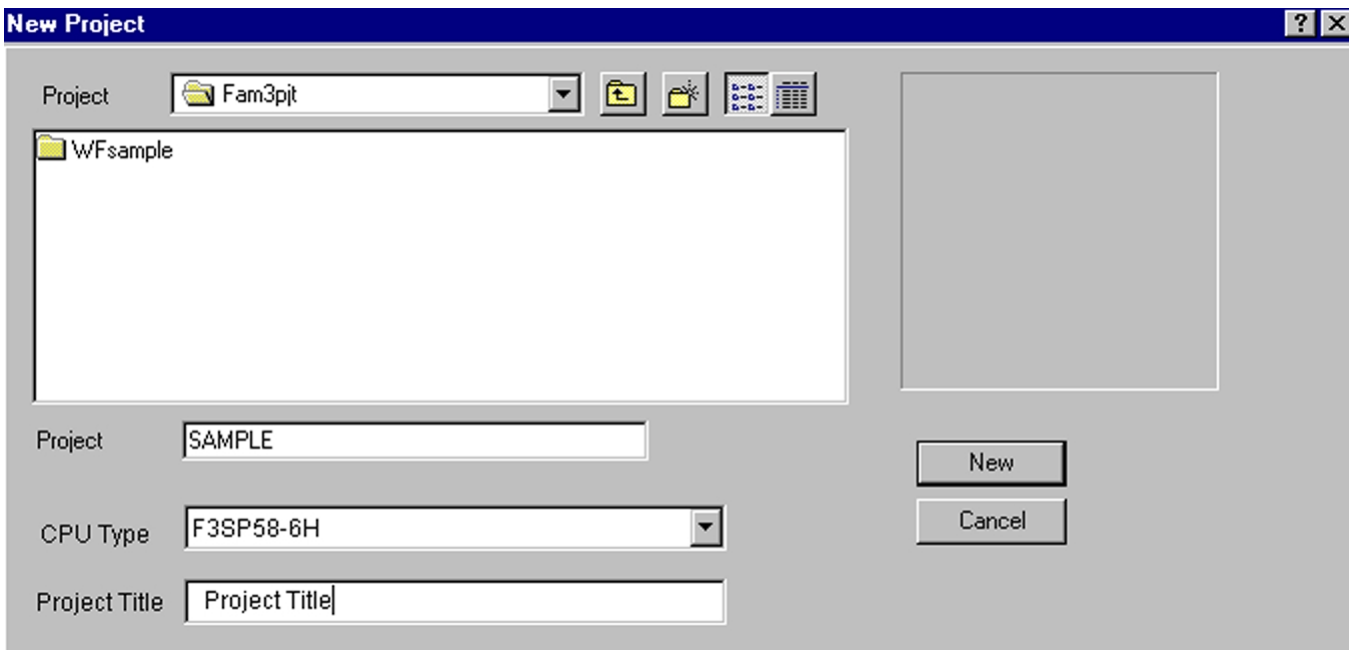 New Project
Project Fam3pjt
WFsample
Project SAMPLE
New
CPU Type F3SP58-6H
Cancel
Project Title Project Title